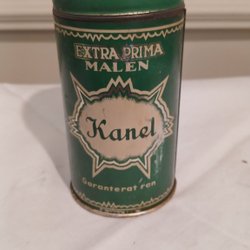 EXTRA PRIMA
MALEN
Kanel
Garanterat ren